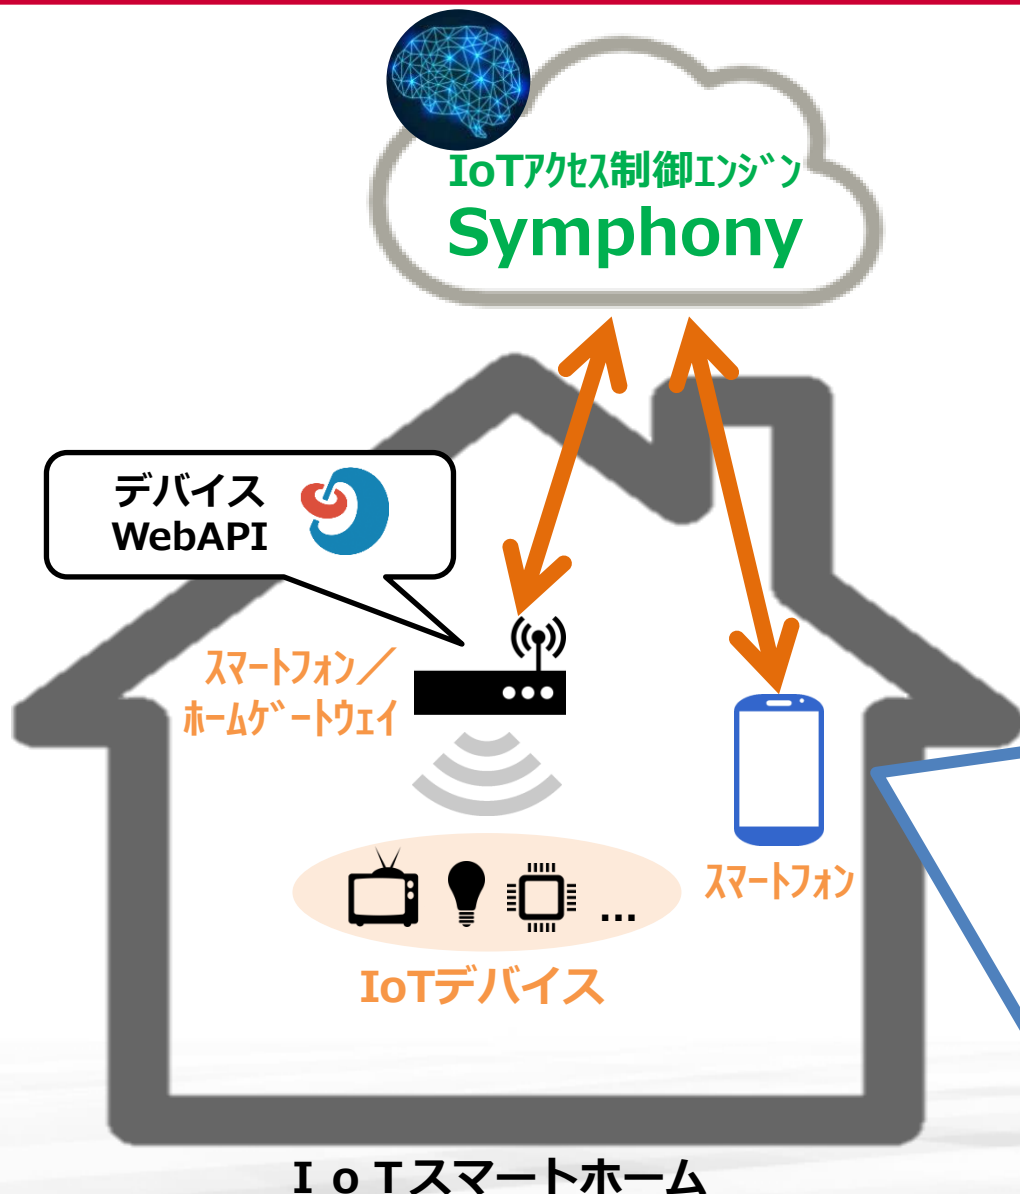 IoTｱｸｾｽ制御ｴﾝｼﾞﾝ
Symphony
デバイス
WebAPI
ｽﾏｰﾄﾌｫﾝ／
ﾎｰﾑｹﾞｰﾄｳｪｲ
ｽﾏｰﾄﾌｫﾝ
...
IoTデバイス
ＩｏＴスマートホーム